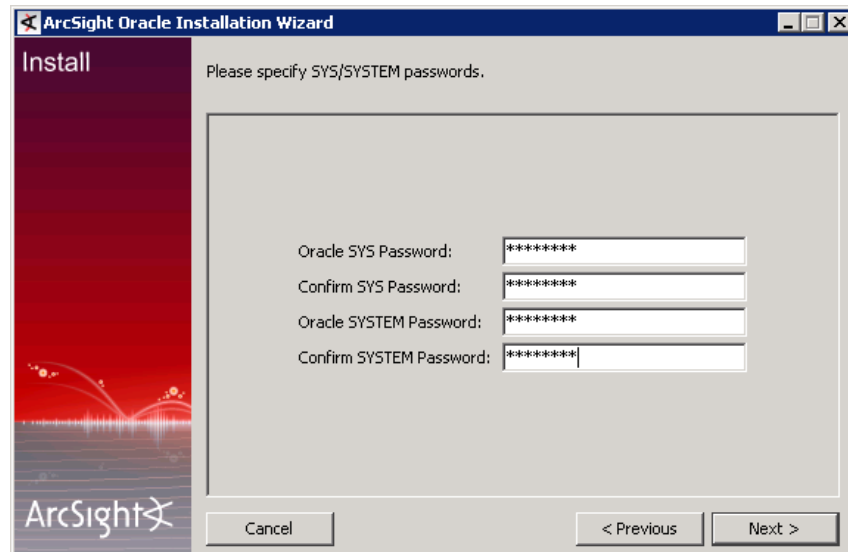 ArcSight Oracle Installation Wizard
Install
Please specify SYS/SYSTEM passwords.
Oracle SYS Password: ********
Confirm SYS Password: ********
Oracle SYSTEM Password: ********
Confirm SYSTEM Password: ********
ArcSight
Cancel < Previous Next >